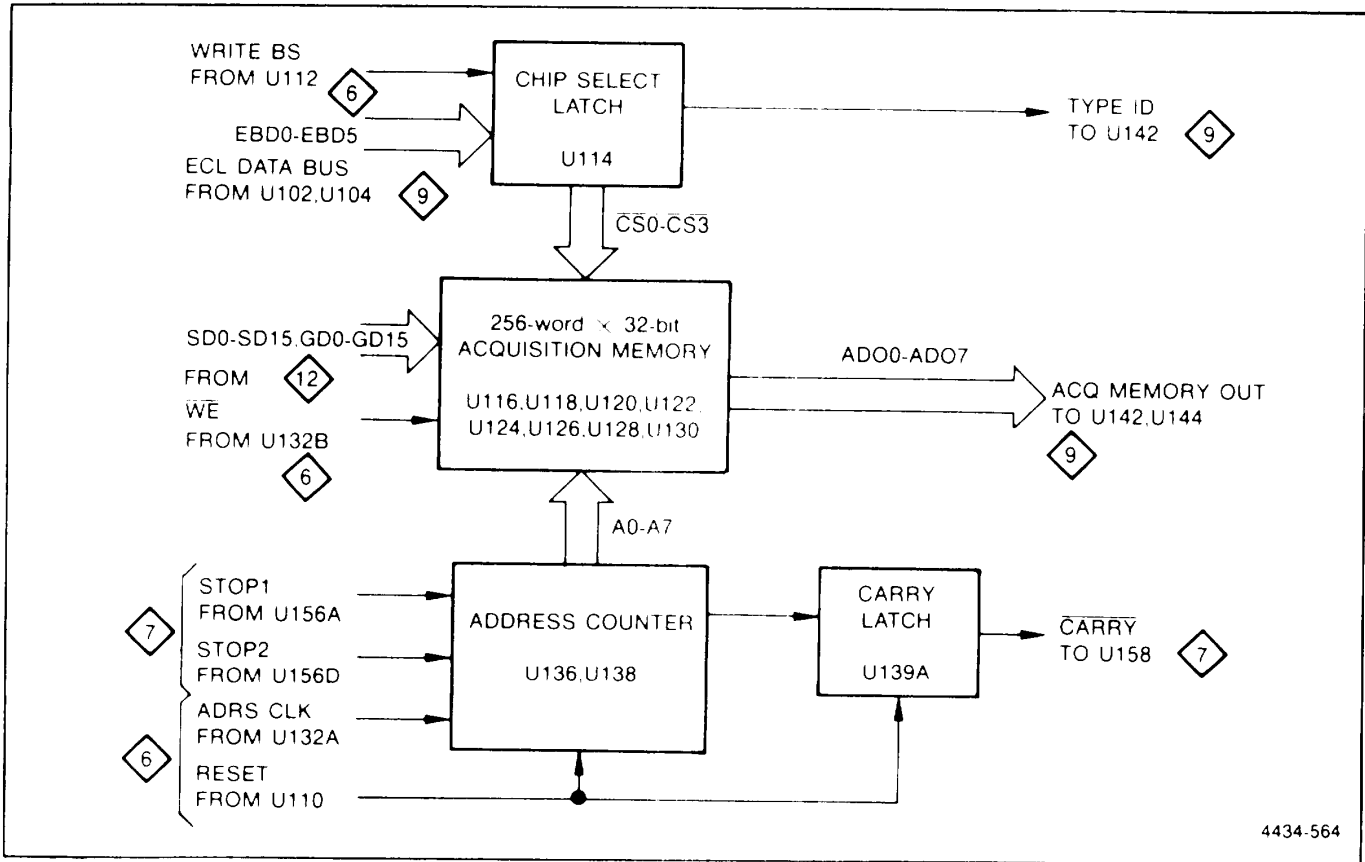 WRITE BS
FROM U112
6
EBD0-EBD5
ECL DATA BUS
FROM U102,U104
9
CHIP SELECT
LATCH
U114
TYPE ID
TO U142
9
C̅S̅0̅-C̅S̅3̅
SD0-SD15,GD0-GD15
FROM
12
W̅E̅
FROM U132B
6
256-word × 32-bit
ACQUISITION MEMORY
U116,U118,U120,U122,
U124,U126,U128,U130
ADO0-ADO7
ACQ MEMORY OUT
TO U142,U144
9
A0-A7
7
STOP1
FROM U156A
STOP2
FROM U156D
6
ADRS CLK
FROM U132A
RESET
FROM U110
ADDRESS COUNTER
U136,U138
CARRY
LATCH
U139A
C̅A̅R̅R̅Y̅
TO U158
7
4434-564